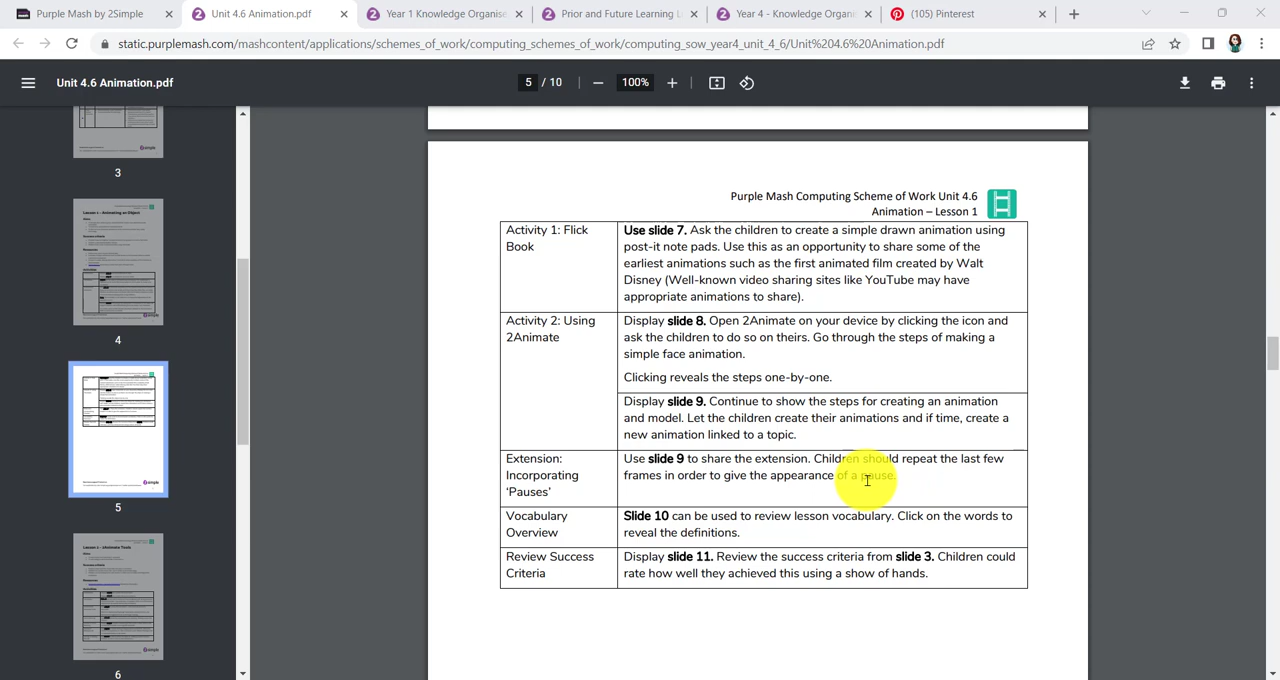 Purple Mash by 2Simple
Unit 4.6 Animation.pdf
Year 1 Knowledge Organise
Prior and Future Learning L
Year 4 - Knowledge Organ
(105) Pinterest
static.purplemash.com/mashcontent/applications/schemes_of_work/computing_schemes_of_work/computing_sow_year4_unit_4_6/Unit%204.6%20Animation.pdf
Unit 4.6 Animation.pdf
5 / 10
100%
3
4
5
6
Purple Mash Computing Scheme of Work Unit 4.6
Animation – Lesson 1
Activity 1: Flick
Book
Use slide 7. Ask the children to create a simple drawn animation using
post-it note pads. Use this as an opportunity to share some of the
earliest animations such as the first animated film created by Walt
Disney (Well-known video sharing sites like YouTube may have
appropriate animations to share).
Activity 2: Using
2Animate
Display slide 8. Open 2Animate on your device by clicking the icon and
ask the children to do so on theirs. Go through the steps of making a
simple face animation.
Clicking reveals the steps one-by-one.
Display slide 9. Continue to show the steps for creating an animation
and model. Let the children create their animations and if time, create a
new animation linked to a topic.
Extension:
Incorporating
‘Pauses’
Use slide 9 to share the extension. Children should repeat the last few
frames in order to give the appearance of a pause.
Vocabulary
Overview
Slide 10 can be used to review lesson vocabulary. Click on the words to
reveal the definitions.
Review Success
Criteria
Display slide 11. Review the success criteria from slide 3. Children could
rate how well they achieved this using a show of hands.